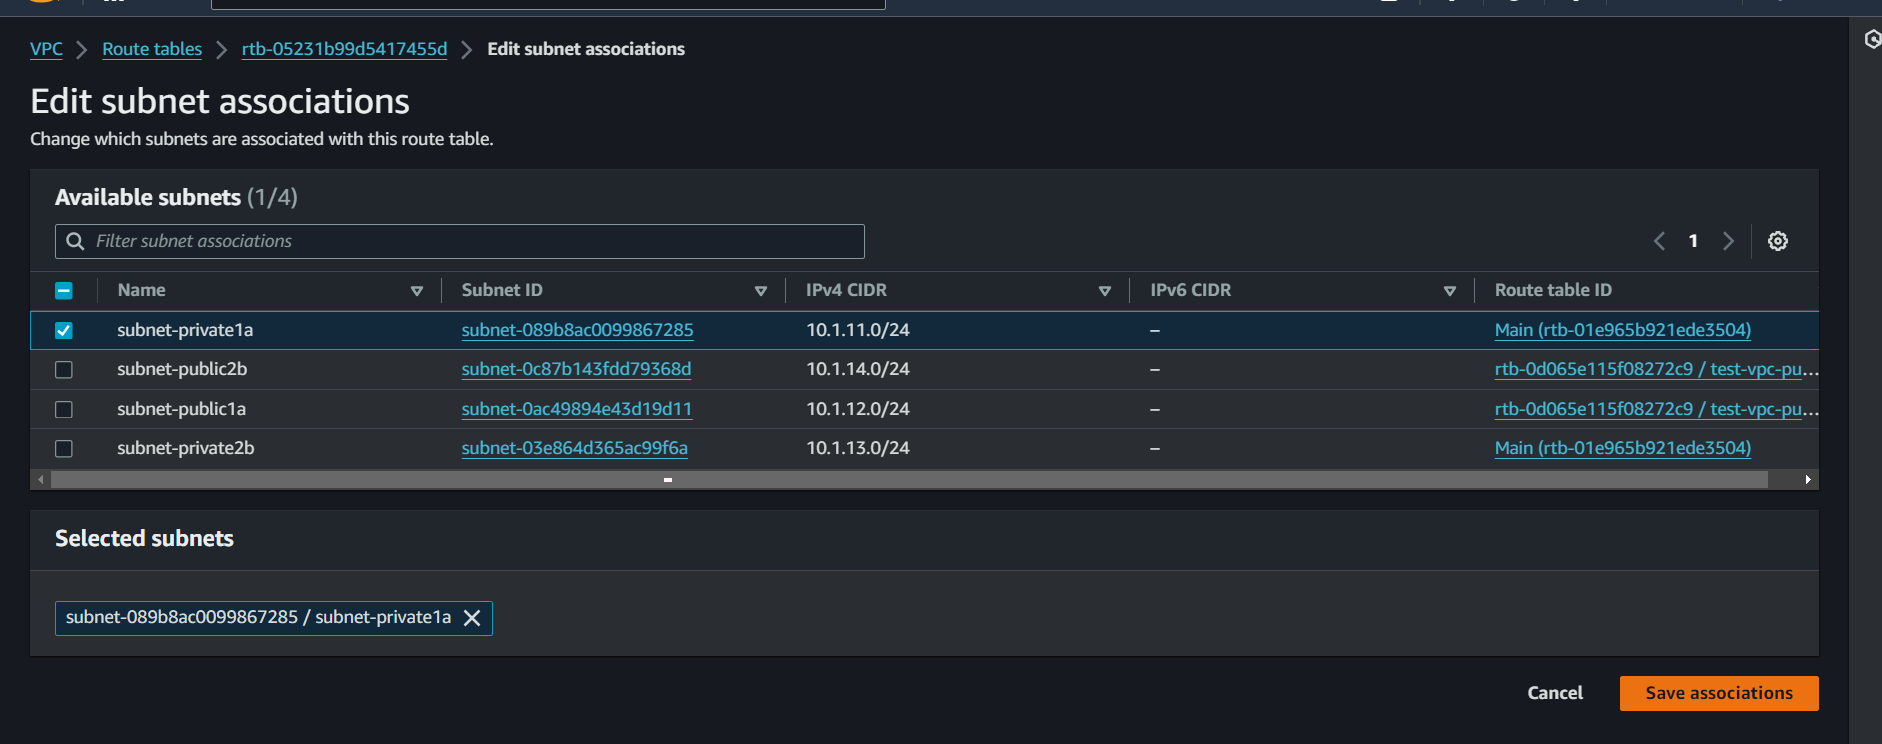 VPC > Route tables > rtb-05231b99d5417455d > Edit subnet associations
Edit subnet associations
Change which subnets are associated with this route table.
Available subnets (1/4)
Filter subnet associations
1
Name Subnet ID IPv4 CIDR IPv6 CIDR Route table ID
subnet-private1a subnet-089b8ac0099867285 10.1.11.0/24 – Main (rtb-01e965b921ede3504)
subnet-public2b subnet-0c87b143fdd79368d 10.1.14.0/24 – rtb-0d065e115f08272c9 / test-vpc-pu...
subnet-public1a subnet-0ac49894e43d19d11 10.1.12.0/24 – rtb-0d065e115f08272c9 / test-vpc-pu...
subnet-private2b subnet-03e864d365ac99f6a 10.1.13.0/24 – Main (rtb-01e965b921ede3504)
Selected subnets
subnet-089b8ac0099867285 / subnet-private1a
Cancel Save associations